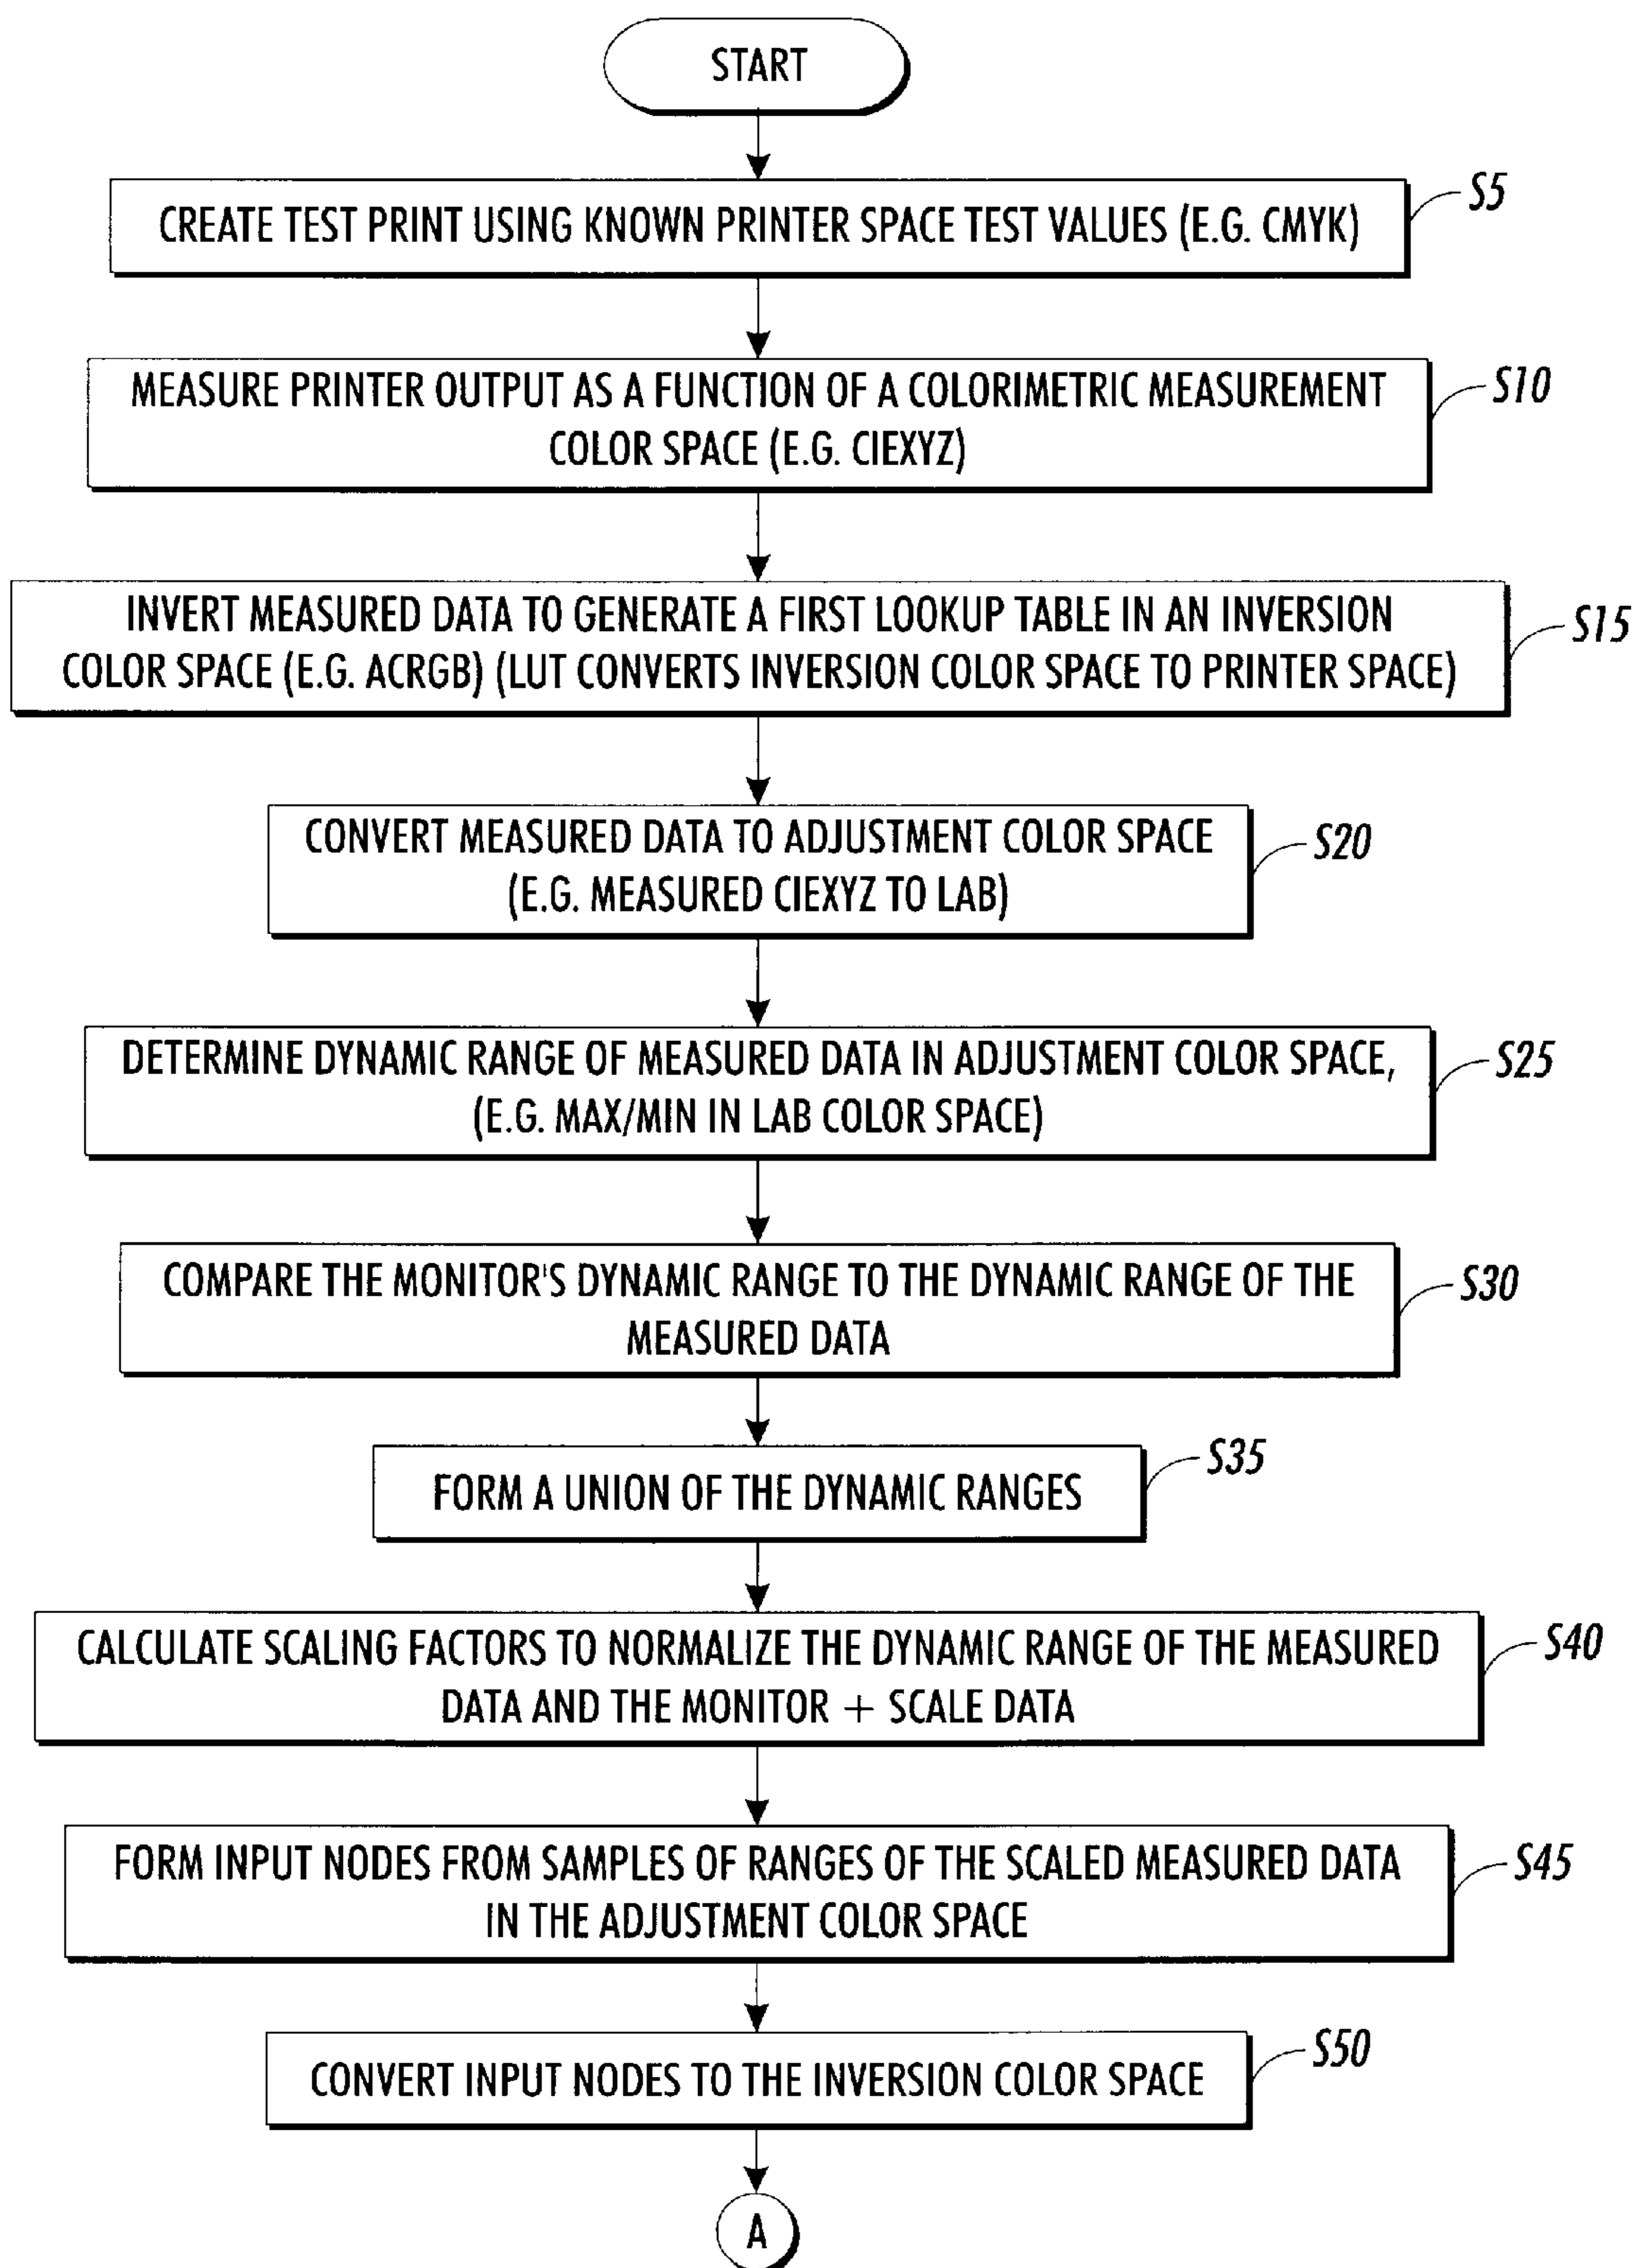 START
CREATE TEST PRINT USING KNOWN PRINTER SPACE TEST VALUES (E.G. CMYK)
S5
MEASURE PRINTER OUTPUT AS A FUNCTION OF A COLORIMETRIC MEASUREMENT
COLOR SPACE (E.G. CIEXYZ)
S10
INVERT MEASURED DATA TO GENERATE A FIRST LOOKUP TABLE IN AN INVERSION
COLOR SPACE (E.G. ACRGB) (LUT CONVERTS INVERSION COLOR SPACE TO PRINTER SPACE)
S15
CONVERT MEASURED DATA TO ADJUSTMENT COLOR SPACE
(E.G. MEASURED CIEXYZ TO LAB)
S20
DETERMINE DYNAMIC RANGE OF MEASURED DATA IN ADJUSTMENT COLOR SPACE,
(E.G. MAX/MIN IN LAB COLOR SPACE)
S25
COMPARE THE MONITOR'S DYNAMIC RANGE TO THE DYNAMIC RANGE OF THE
MEASURED DATA
S30
FORM A UNION OF THE DYNAMIC RANGES
S35
CALCULATE SCALING FACTORS TO NORMALIZE THE DYNAMIC RANGE OF THE MEASURED
DATA AND THE MONITOR + SCALE DATA
S40
FORM INPUT NODES FROM SAMPLES OF RANGES OF THE SCALED MEASURED DATA
IN THE ADJUSTMENT COLOR SPACE
S45
CONVERT INPUT NODES TO THE INVERSION COLOR SPACE
S50
A